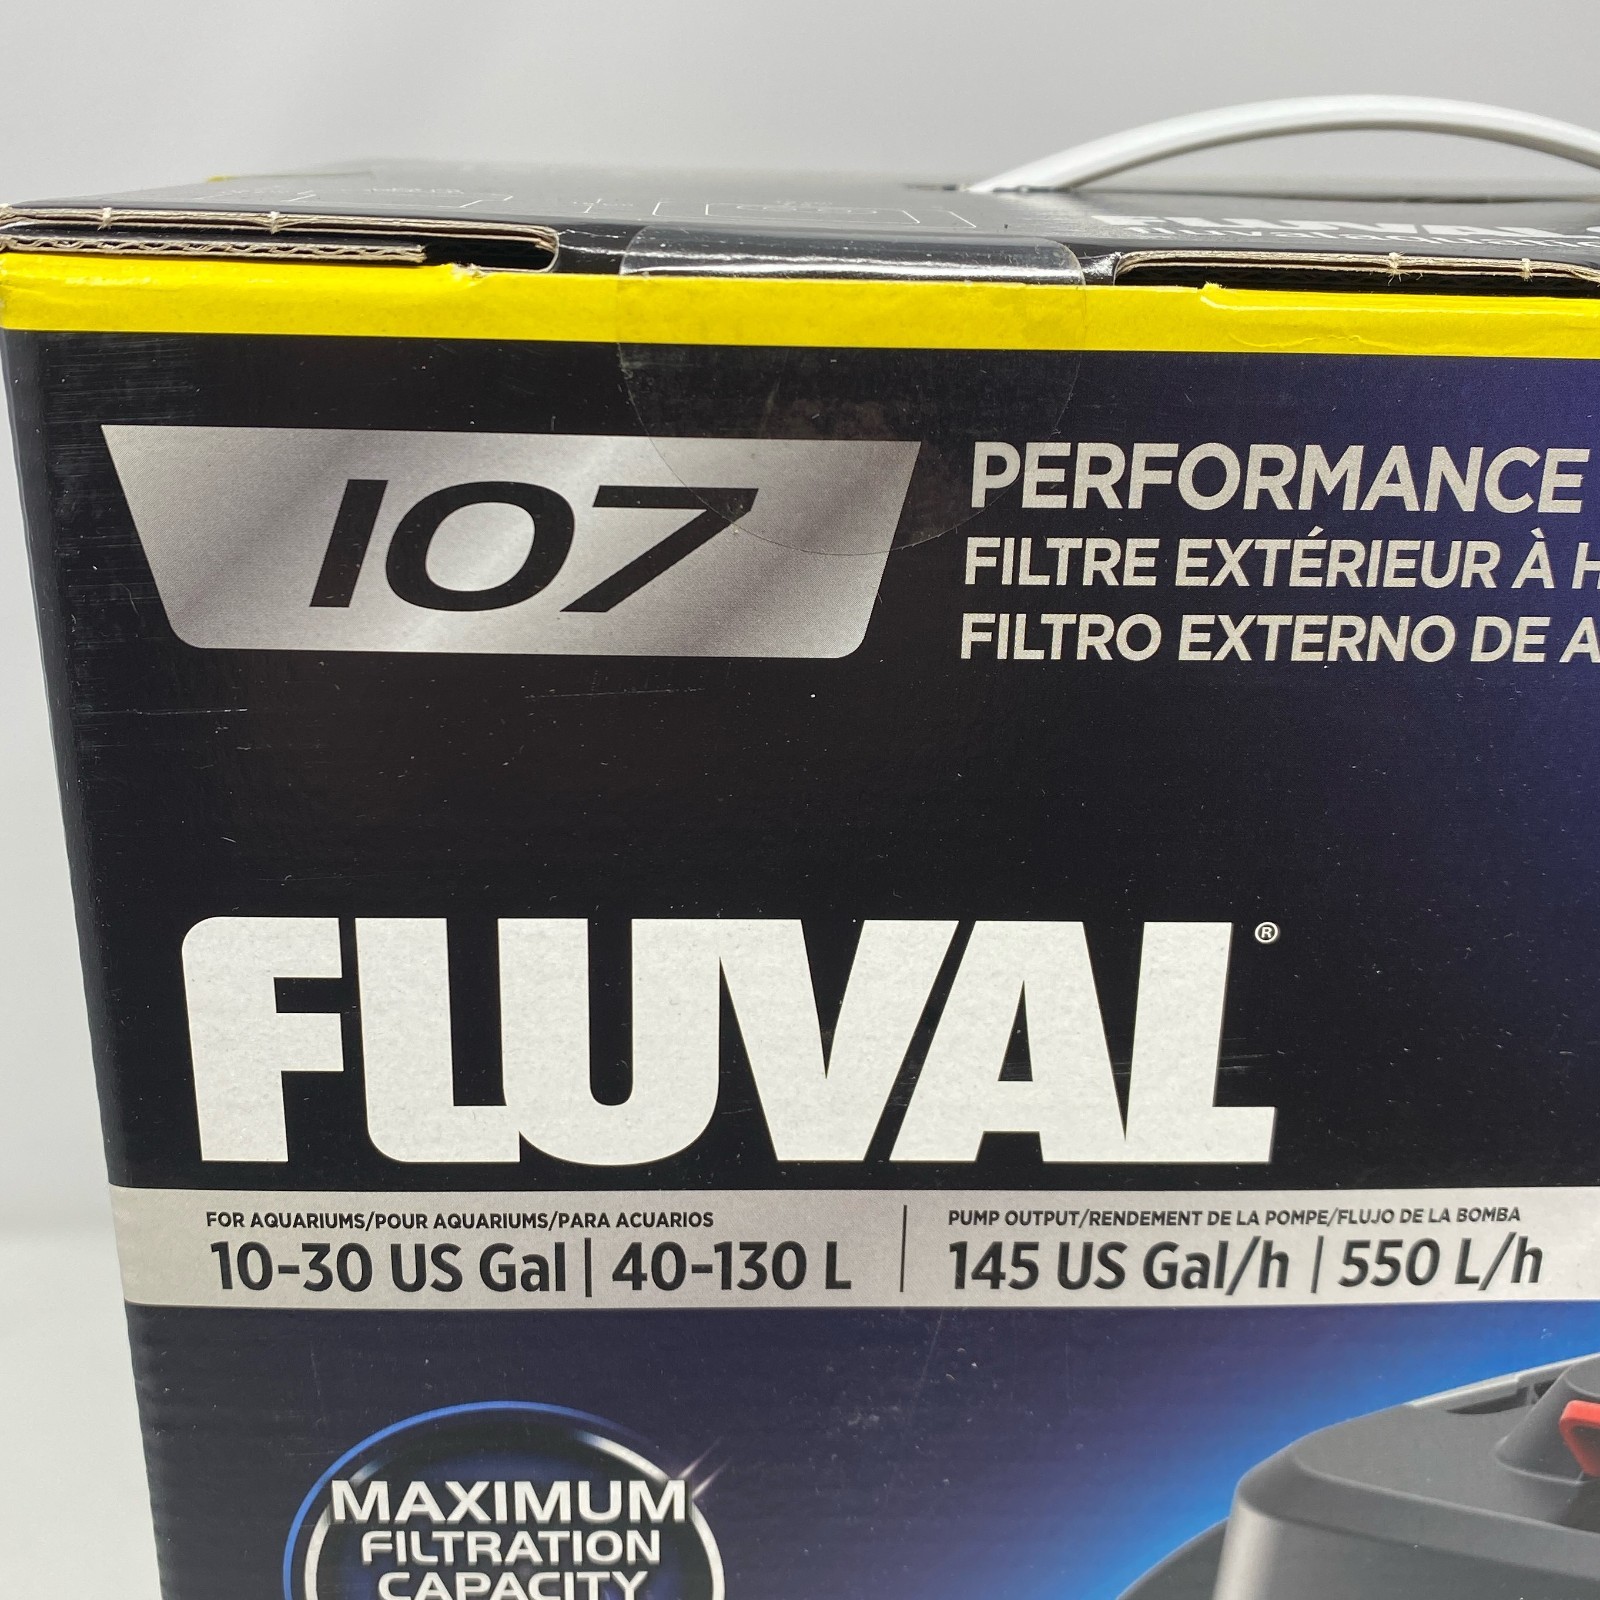 107
PERFORMANCE
FILTRE EXTÉRIEUR À
FILTRO EXTERNO DE
FLUVAL®
FOR AQUARIUMS/POUR AQUARIUMS/PARA ACUARIOS
10-30 US Gal | 40-130 L
PUMP OUTPUT/RENDEMENT DE LA POMPE/FLUJO DE LA BOMBA
145 US Gal/h | 550 L/h
MAXIMUM
FILTRATION
CAPACITY